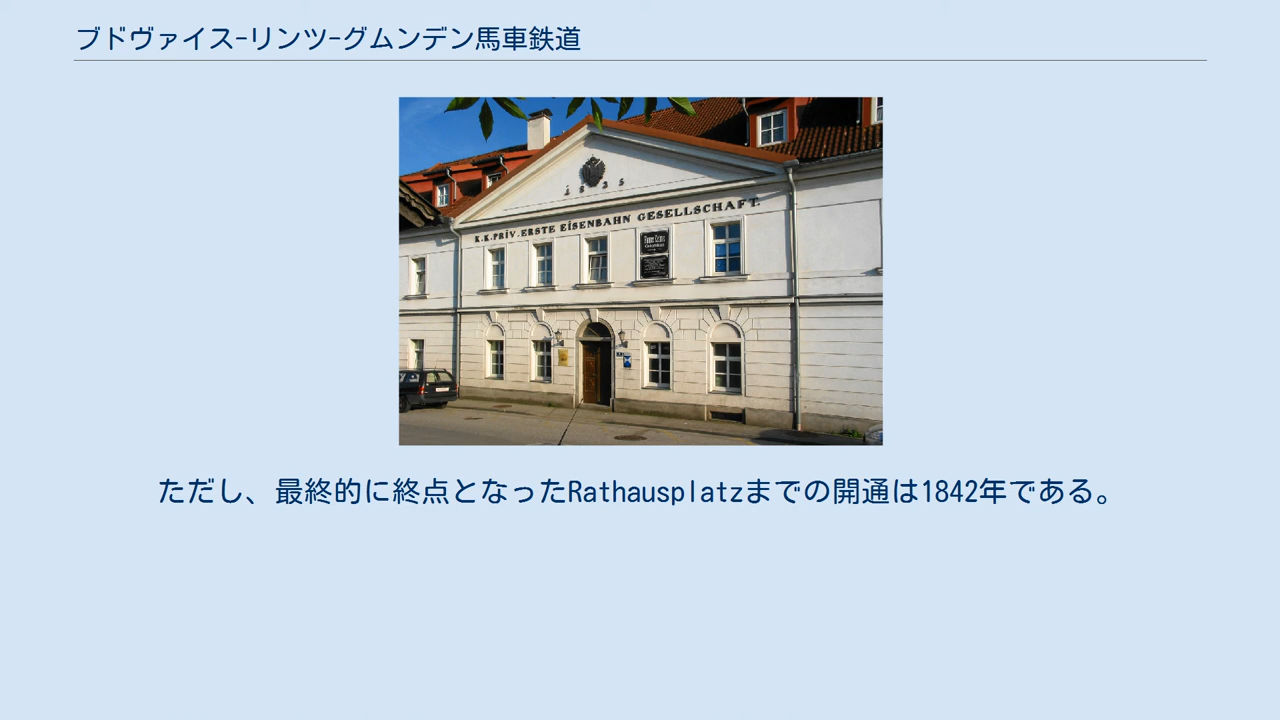 ブドヴァイス-リンツ-グムンデン馬車鉄道
1835
K.K.PRIV.ERSTE EISENBAHN GESELLSCHAFT.
ただし、最終的に終点となったRathausplatzまでの開通は1842年である。